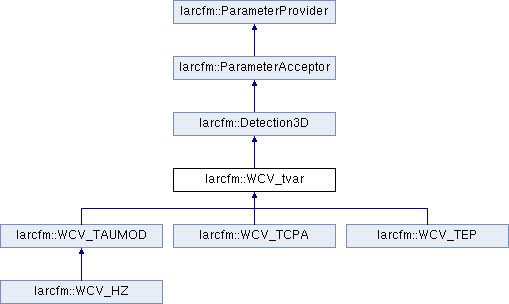 larcfm::ParameterProvider
larcfm::ParameterAcceptor
larcfm::Detection3D
larcfm::WCV_tvar
larcfm::WCV_TAUMOD
larcfm::WCV_TCPA
larcfm::WCV_TEP
larcfm::WCV_HZ